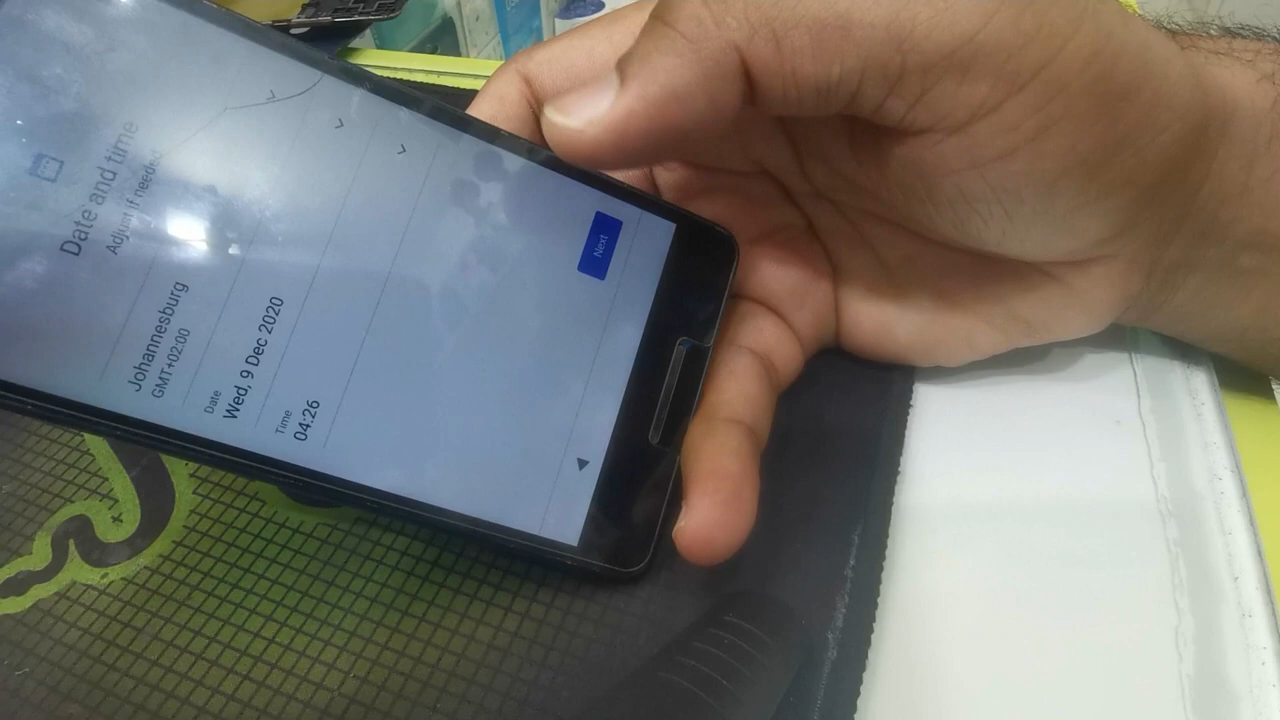 Date and time
Adjust if needed
Johannesburg
GMT+02:00
Date
Wed, 9 Dec 2020
Time
04:26
Next